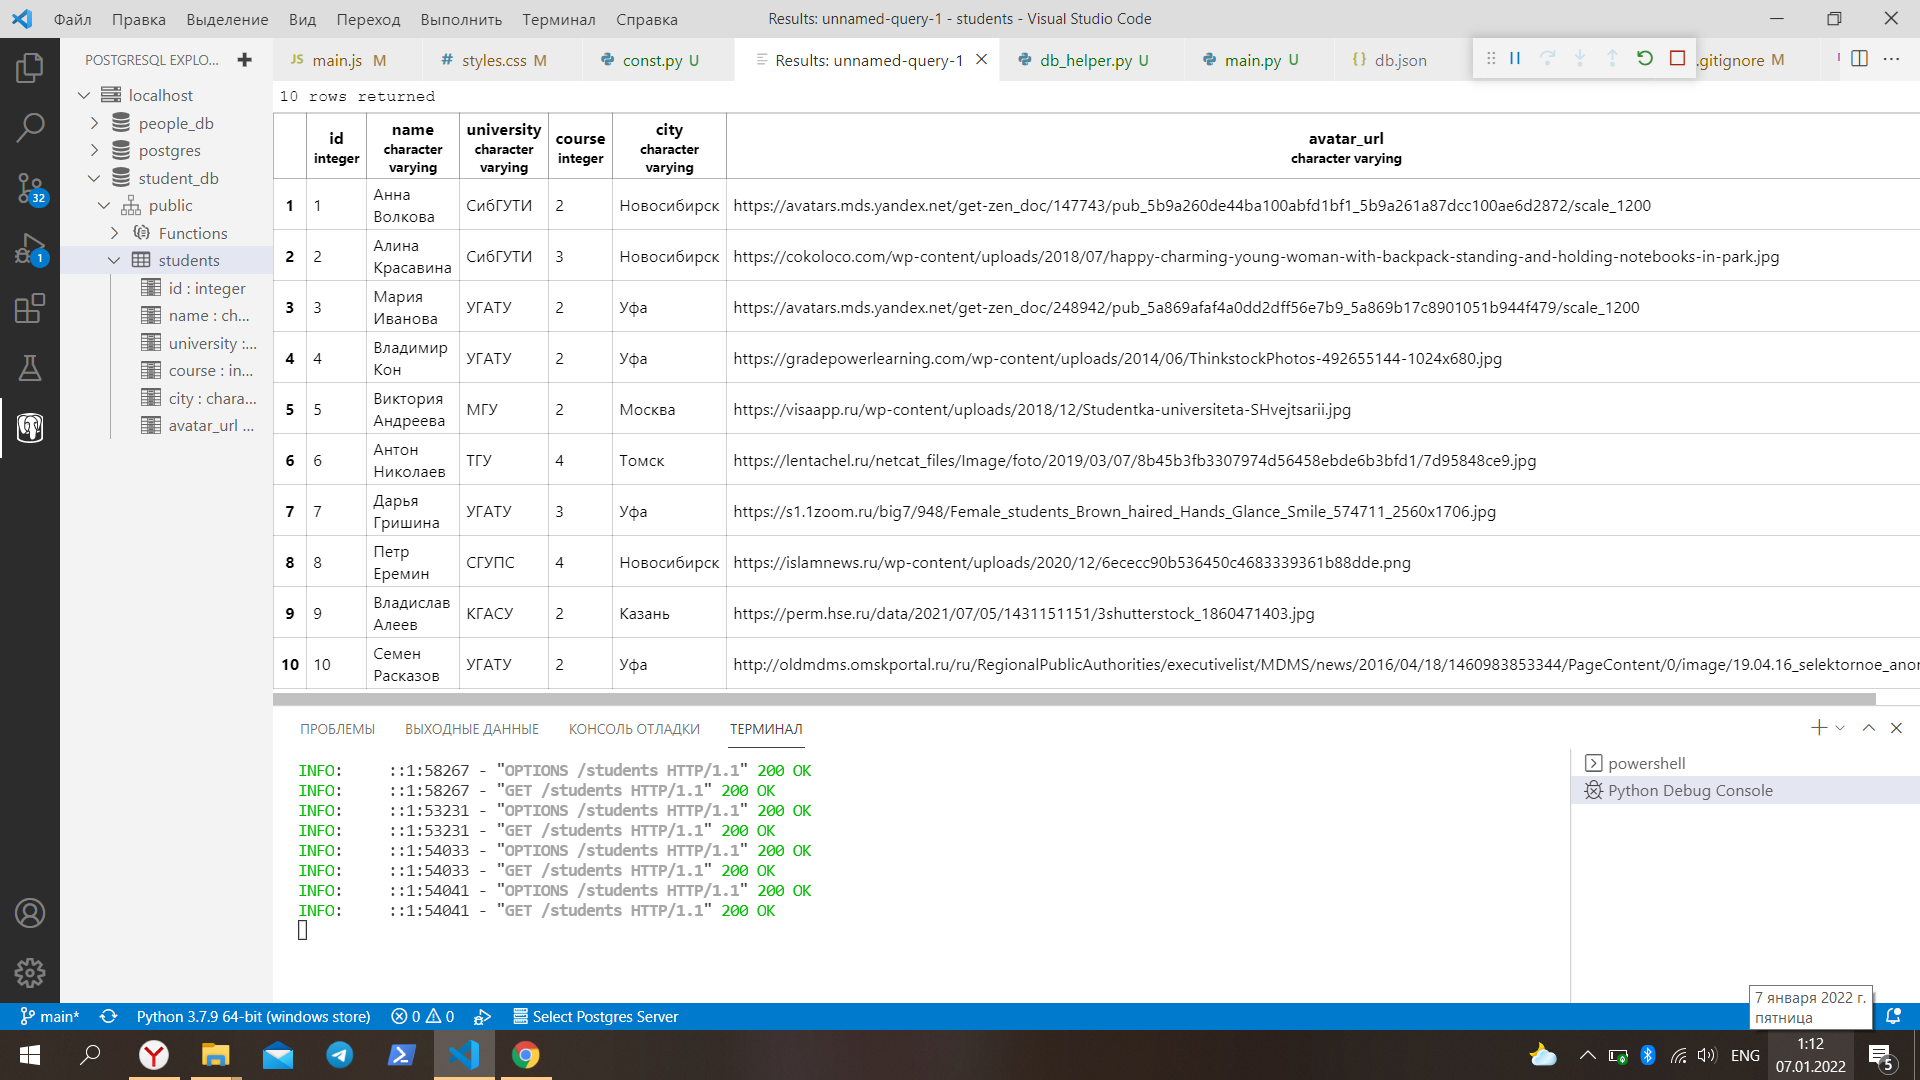 Файл Правка Выделение Вид Переход Выполнить Терминал Справка Results: unnamed-query-1 - students - Visual Studio Code
POSTGRESQL EXPLO...
JS main.js M # styles.css M const.py U Results: unnamed-query-1 db_helper.py U main.py U {} db.json .gitignore M
localhost
people_db
postgres
student_db
public
Functions
students
id : integer
name : ch...
university :...
course : in...
city : chara...
avatar_url ...
32
1
10 rows returned
id integer name character varying university character varying course integer city character varying avatar_url character varying
1 1 Анна Волкова СибГУТИ 2 Новосибирск https://avatars.mds.yandex.net/get-zen_doc/147743/pub_5b9a260de44ba100abfd1bf1_5b9a261a87dcc100ae6d2872/scale_1200
2 2 Алина Красавина СибГУТИ 3 Новосибирск https://cokoloco.com/wp-content/uploads/2018/07/happy-charming-young-woman-with-backpack-standing-and-holding-notebooks-in-park.jpg
3 3 Мария Иванова УГАТУ 2 Уфа https://avatars.mds.yandex.net/get-zen_doc/248942/pub_5a869afaf4a0dd2dff56e7b9_5a869b17c8901051b944f479/scale_1200
4 4 Владимир Кон УГАТУ 2 Уфа https://gradepowerlearning.com/wp-content/uploads/2014/06/ThinkstockPhotos-492655144-1024x680.jpg
5 5 Виктория Андреева МГУ 2 Москва https://visaapp.ru/wp-content/uploads/2018/12/Studentka-universiteta-SHvejtsarii.jpg
6 6 Антон Николаев ТГУ 4 Томск https://lentachel.ru/netcat_files/Image/foto/2019/03/07/8b45b3fb3307974d56458ebde6b3bfd1/7d95848ce9.jpg
7 7 Дарья Гришина УГАТУ 3 Уфа https://s1.1zoom.ru/big7/948/Female_students_Brown_haired_Hands_Glance_Smile_574711_2560x1706.jpg
8 8 Петр Еремин СГУПС 4 Новосибирск https://islamnews.ru/wp-content/uploads/2020/12/6ececc90b536450c4683339361b88dde.png
9 9 Владислав Алеев КГАСУ 2 Казань https://perm.hse.ru/data/2021/07/05/1431151151/3shutterstock_1860471403.jpg
10 10 Семен Расказов УГАТУ 2 Уфа http://oldmdms.omskportal.ru/ru/RegionalPublicAuthorities/executivelist/MDMS/news/2016/04/18/1460983853344/PageContent/0/image/19.04.16_selektornoe_anon
ПРОБЛЕМЫ ВЫХОДНЫЕ ДАННЫЕ КОНСОЛЬ ОТЛАДКИ ТЕРМИНАЛ
INFO: ::1:58267 - "OPTIONS /students HTTP/1.1" 200 OK
INFO: ::1:58267 - "GET /students HTTP/1.1" 200 OK
INFO: ::1:53231 - "OPTIONS /students HTTP/1.1" 200 OK
INFO: ::1:53231 - "GET /students HTTP/1.1" 200 OK
INFO: ::1:54033 - "OPTIONS /students HTTP/1.1" 200 OK
INFO: ::1:54033 - "GET /students HTTP/1.1" 200 OK
INFO: ::1:54041 - "OPTIONS /students HTTP/1.1" 200 OK
INFO: ::1:54041 - "GET /students HTTP/1.1" 200 OK
powershell
Python Debug Console
7 января 2022 г.
пятница
main* Python 3.7.9 64-bit (windows store) 0 0 Select Postgres Server
ENG 1:12
07.01.2022
5